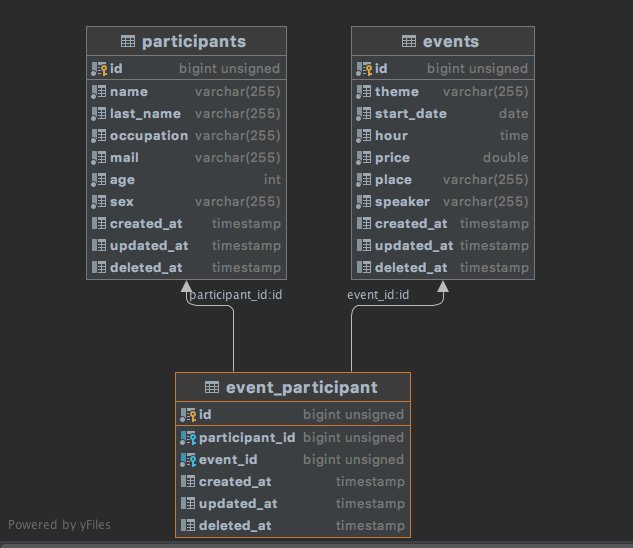 participants
id bigint unsigned
name varchar(255)
last_name varchar(255)
occupation varchar(255)
mail varchar(255)
age int
sex varchar(255)
created_at timestamp
updated_at timestamp
deleted_at timestamp
events
id bigint unsigned
theme varchar(255)
start_date date
hour time
price double
place varchar(255)
speaker varchar(255)
created_at timestamp
updated_at timestamp
deleted_at timestamp
participant_id:id
event_id:id
event_participant
id bigint unsigned
participant_id bigint unsigned
event_id bigint unsigned
created_at timestamp
updated_at timestamp
deleted_at timestamp
Powered by yFiles